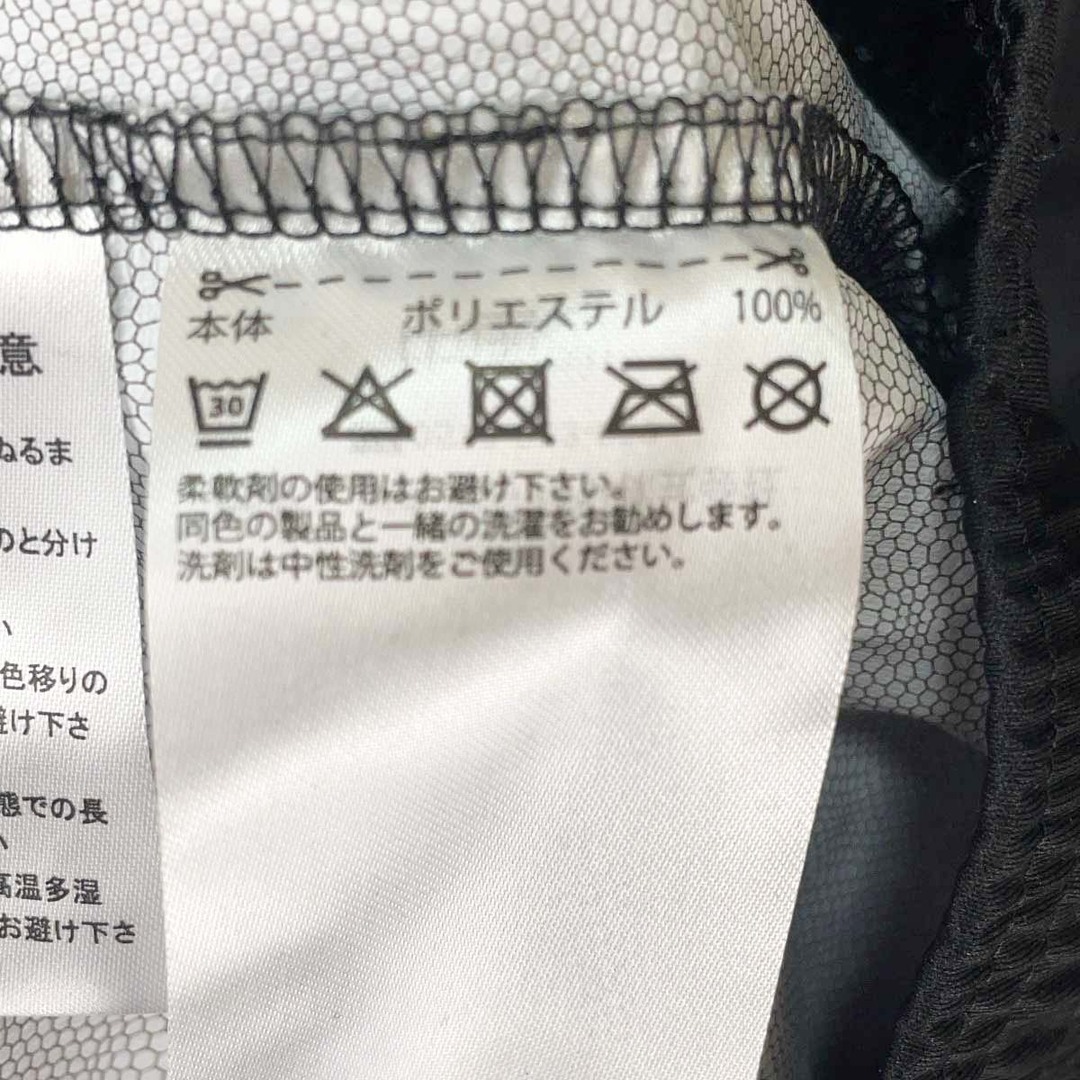 本体 ポリエステル 100%
30
柔軟剤の使用はお避け下さい。
同色の製品と一緒の洗濯をお勧めします。
洗剤は中性洗剤をご使用ください。
意
ぬるま
のと分け
い
色移りの
避け下さ
態での長
高温多湿
お避け下さ